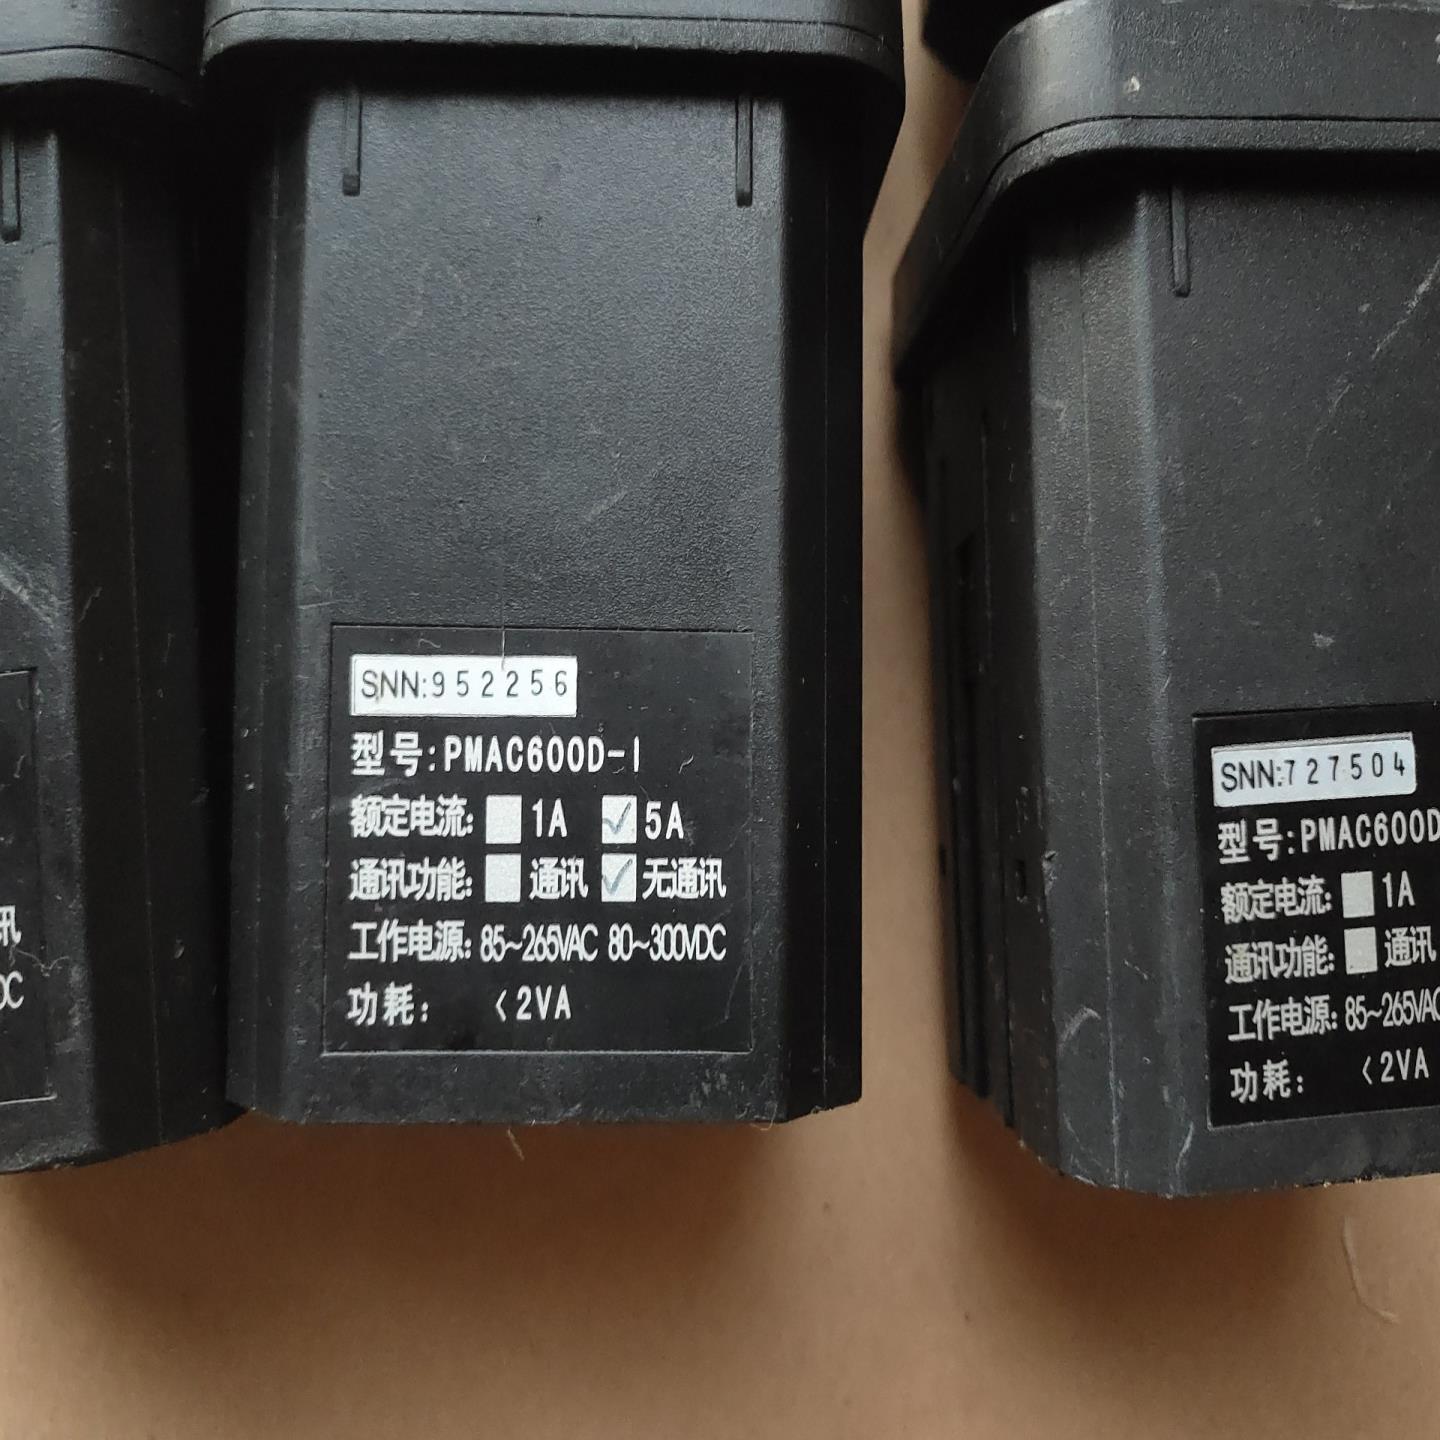 讯
DC
SNN:952256
型号:PMAC600D-I
额定电流: 1A ✓5A
通讯功能: 通讯 ✓无通讯
工作电源: 85~265VAC 80~300VDC
功耗: <2VA
SNN:727504
型号:PMAC600D
额定电流: 1A
通讯功能: 通讯
工作电源: 85~265VAC
功耗: <2VA